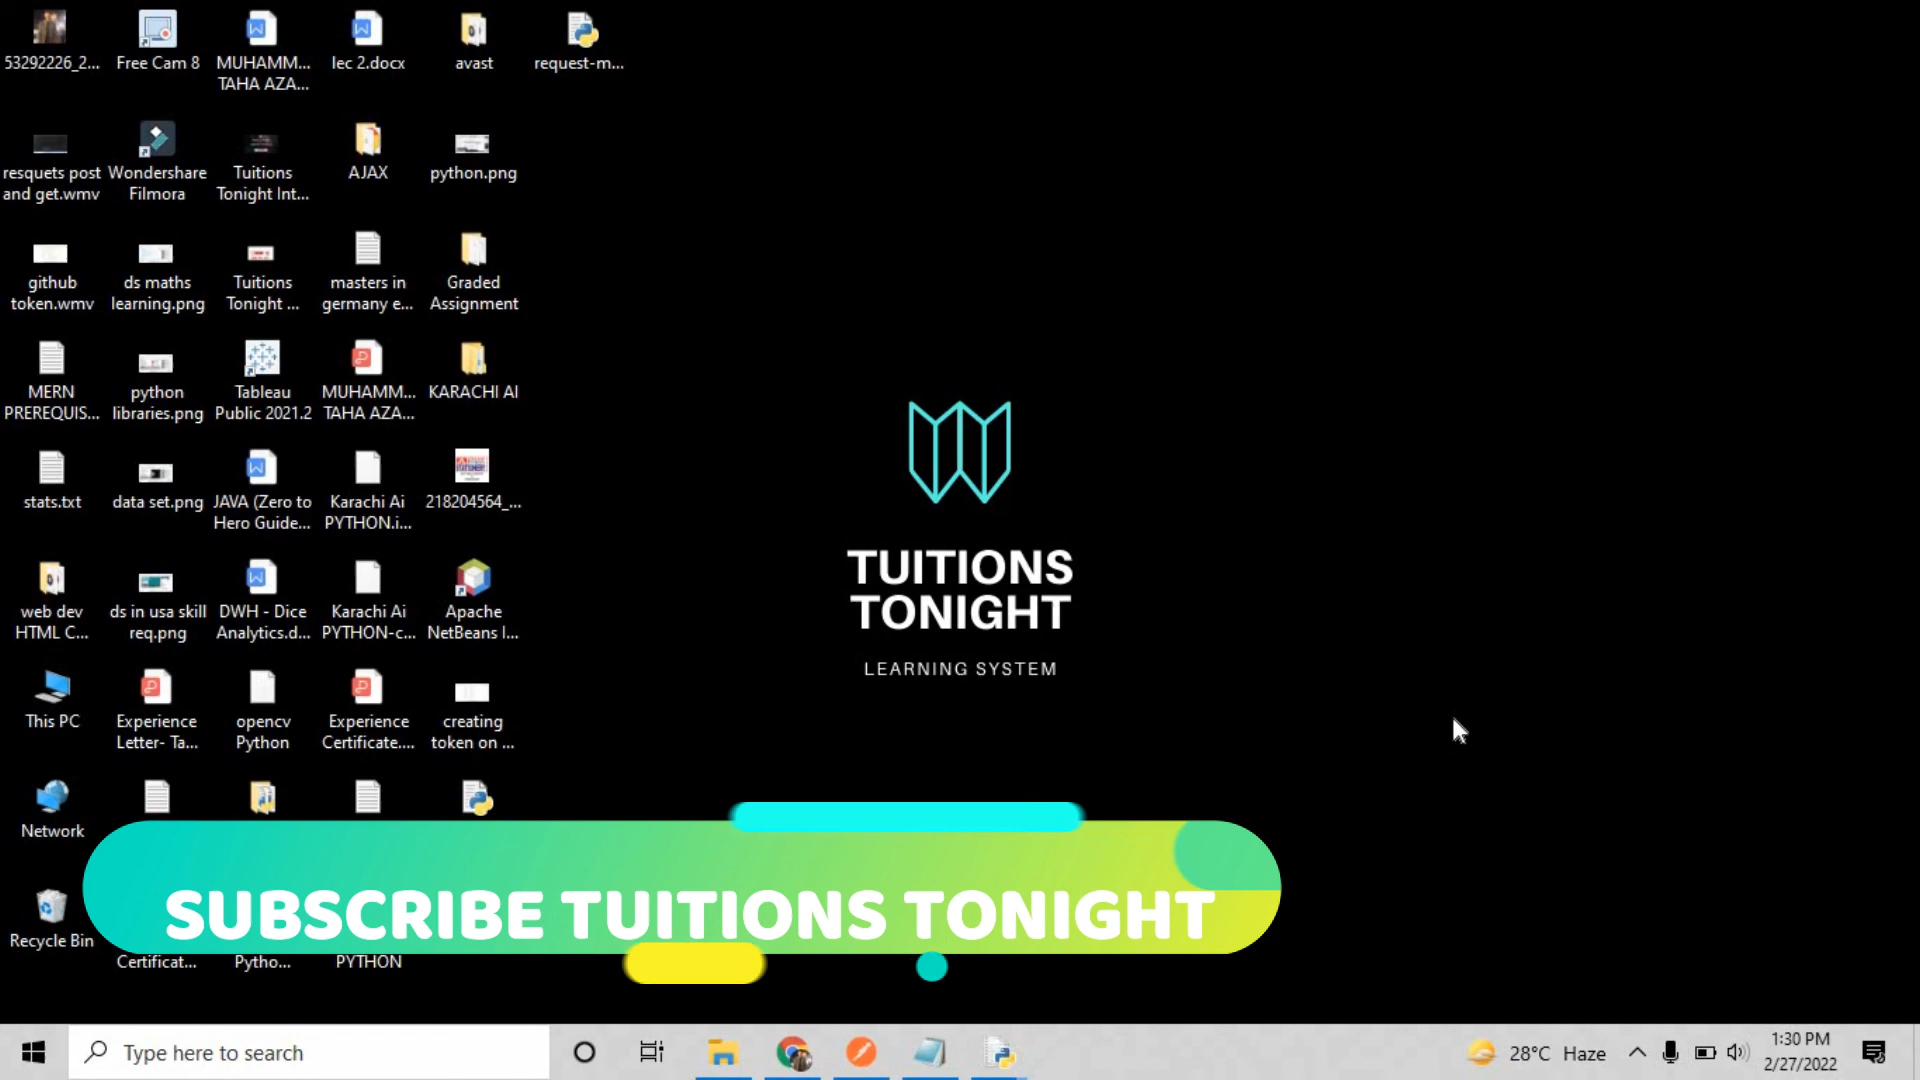 53292226_2...
Free Cam 8
MUHAMM...
TAHA AZA...
lec 2.docx
avast
request-m...
resquets post
and get.wmv
Wondershare
Filmora
Tuitions
Tonight Int...
AJAX
python.png
github
token.wmv
ds maths
learning.png
Tuitions
Tonight ...
masters in
germany e...
Graded
Assignment
MERN
PREREQUIS...
python
libraries.png
Tableau
Public 2021.2
MUHAMM...
TAHA AZA...
KARACHI AI
stats.txt
data set.png
JAVA (Zero to
Hero Guide...
Karachi Ai
PYTHON.i...
218204564_...
web dev
HTML C...
ds in usa skill
req.png
DWH - Dice
Analytics.d...
Karachi Ai
PYTHON-c...
Apache
NetBeans I...
This PC
Experience
Letter- Ta...
opencv
Python
Experience
Certificate....
creating
token on ...
Network
Recycle Bin
Certificat...
Pytho...
PYTHON
TUITIONS
TONIGHT
LEARNING SYSTEM
SUBSCRIBE TUITIONS TONIGHT
Type here to search
28°C Haze
1:30 PM
2/27/2022